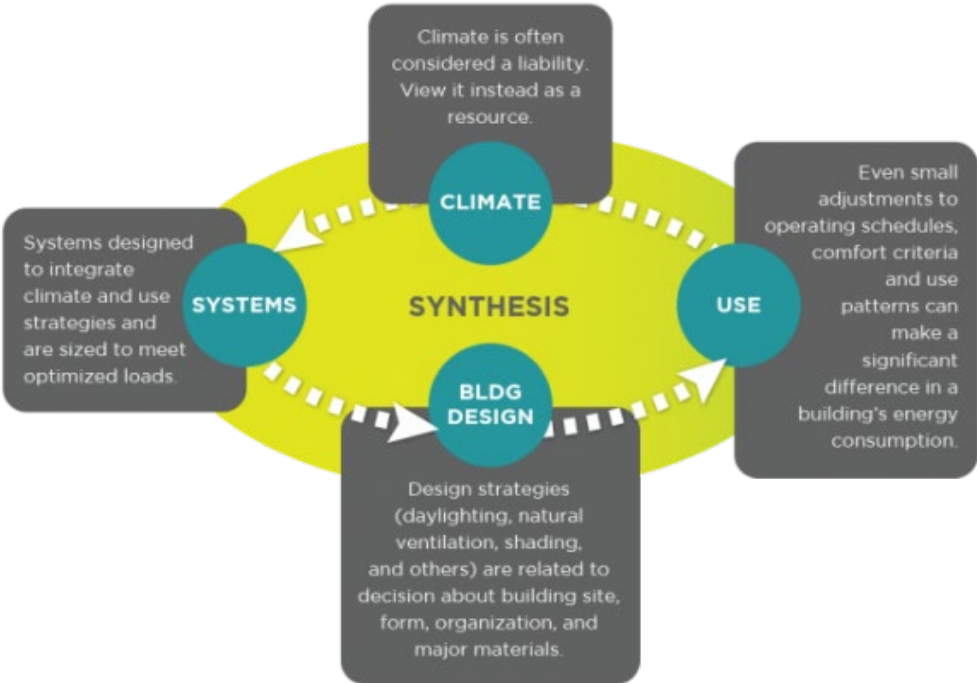 Climate is often
considered a liability.
View it instead as a
resource.
CLIMATE
Systems designed
to integrate
climate and use
strategies and
are sized to meet
optimized loads.
SYSTEMS
SYNTHESIS
USE
Even small
adjustments to
operating schedules,
comfort criteria
and use
patterns can
make a
significant
difference in a
building's energy
consumption.
BLDG
DESIGN
Design strategies
(daylighting, natural
ventilation, shading,
and others) are related to
decision about building site,
form, organization, and
major materials.